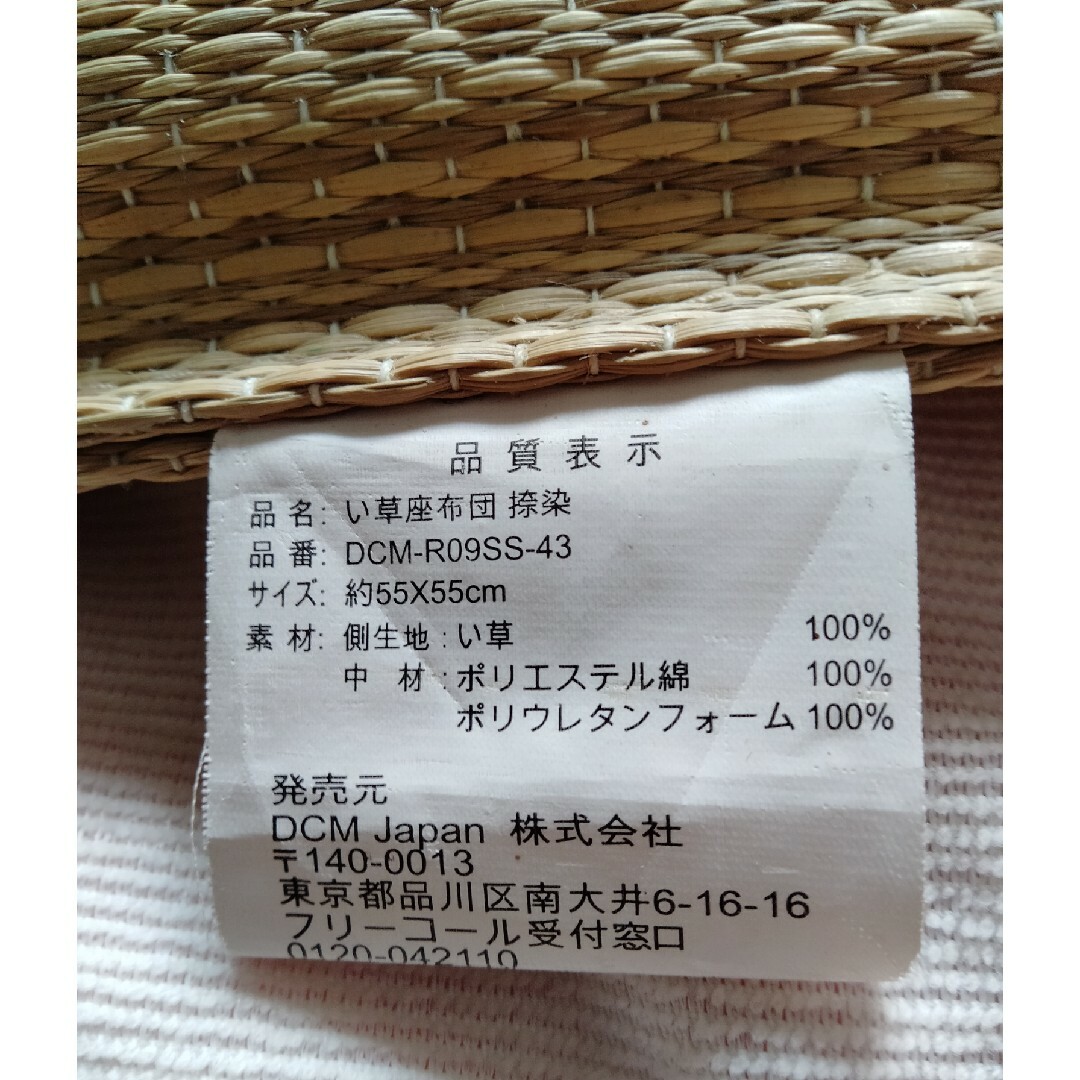 品質表示
品名: い草座布団 捺染
品番: DCM-R09SS-43
サイズ: 約55X55cm
素材: 側生地: い草 100%
中材: ポリエステル綿 100%
ポリウレタンフォーム 100%
発売元
DCM Japan 株式会社
〒140-0013
東京都品川区南大井6-16-16
フリーコール受付窓口
0120-042110